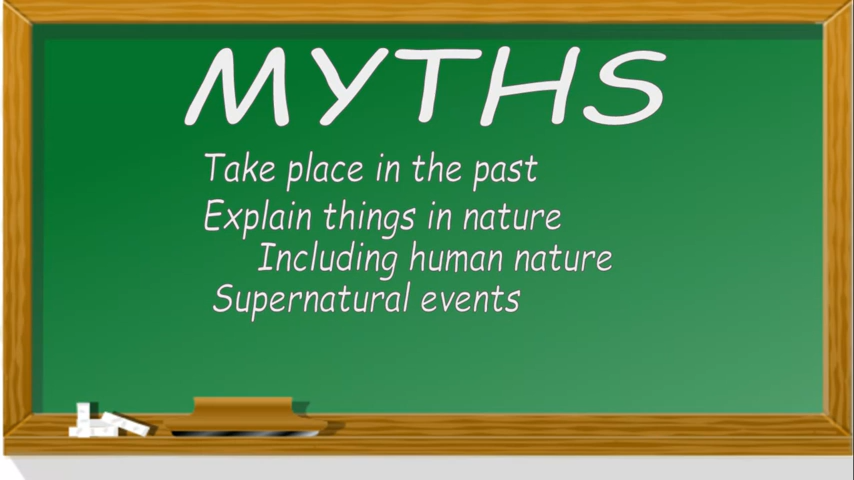 MYTHS
Take place in the past
Explain things in nature
Including human nature
Supernatural events